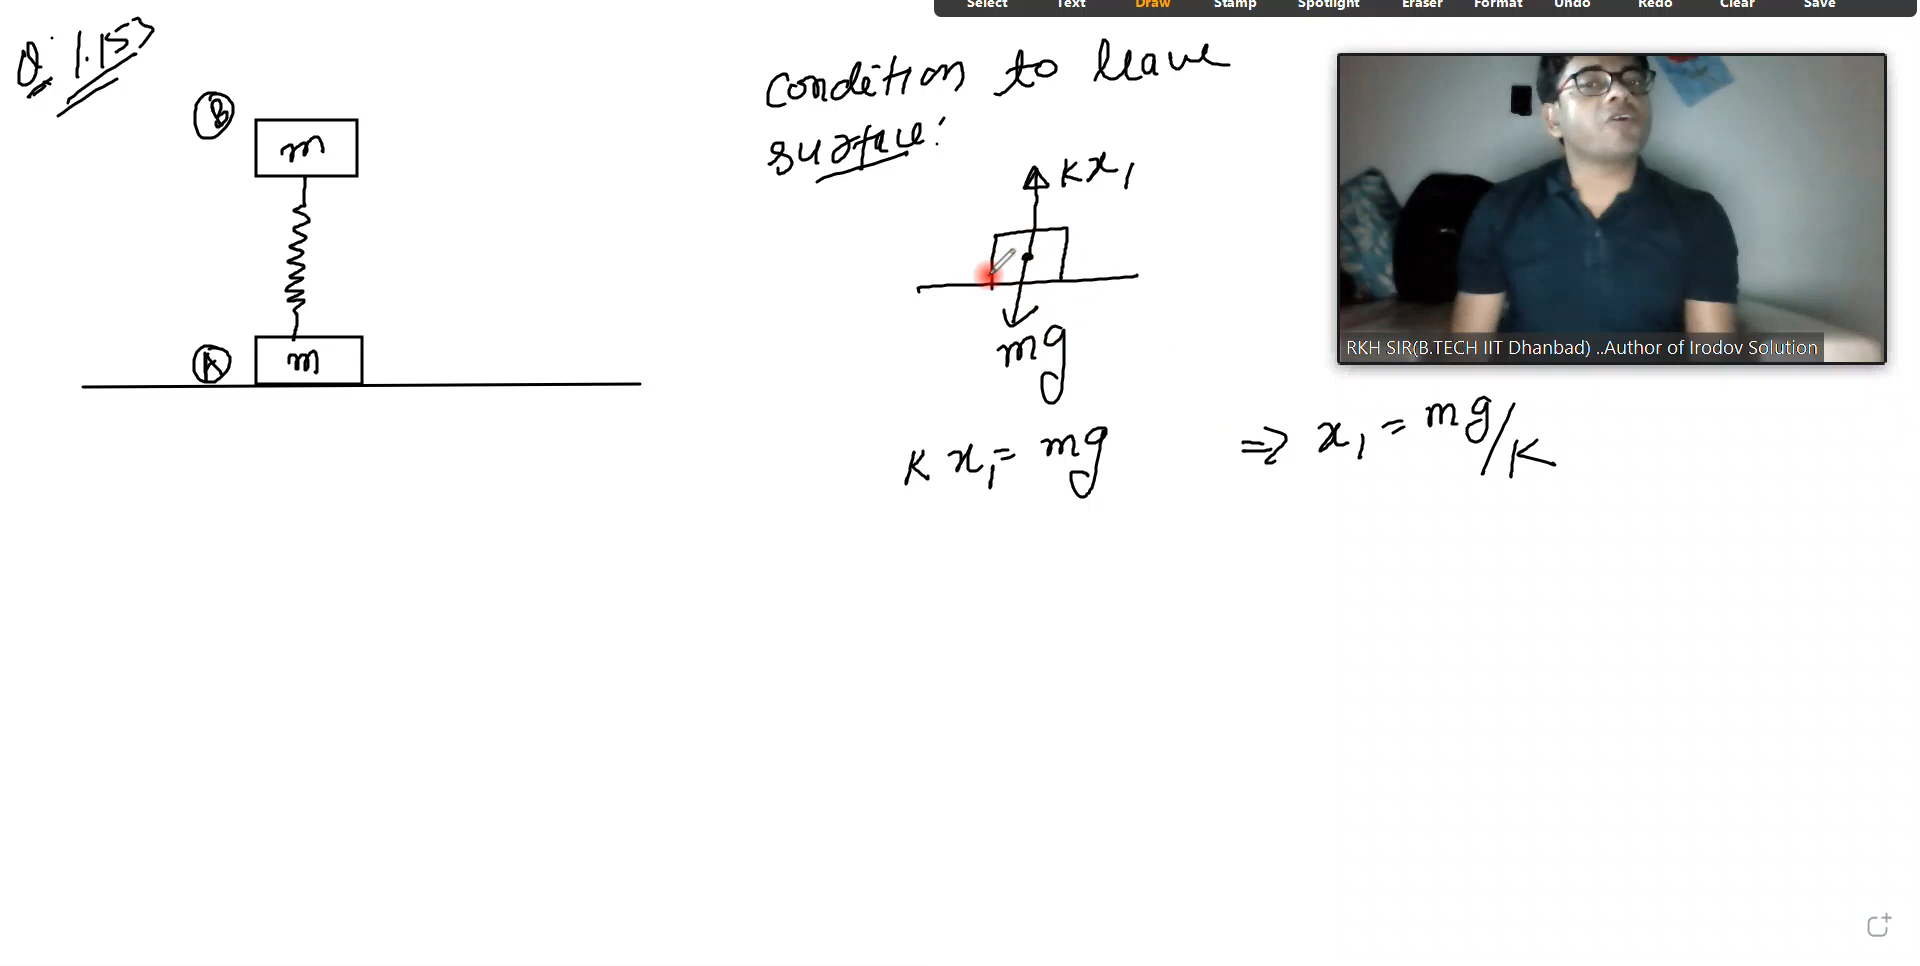 Select Text Draw Stamp Spotlight Eraser Format Undo Redo Clear Save
Q. 1.153
B
m
A
m
condition to leave
surface:
Kx1
mg
K x1 = mg ⇒ x1 = mg/K
RKH SIR(B.TECH IIT Dhanbad) ..Author of Irodov Solution